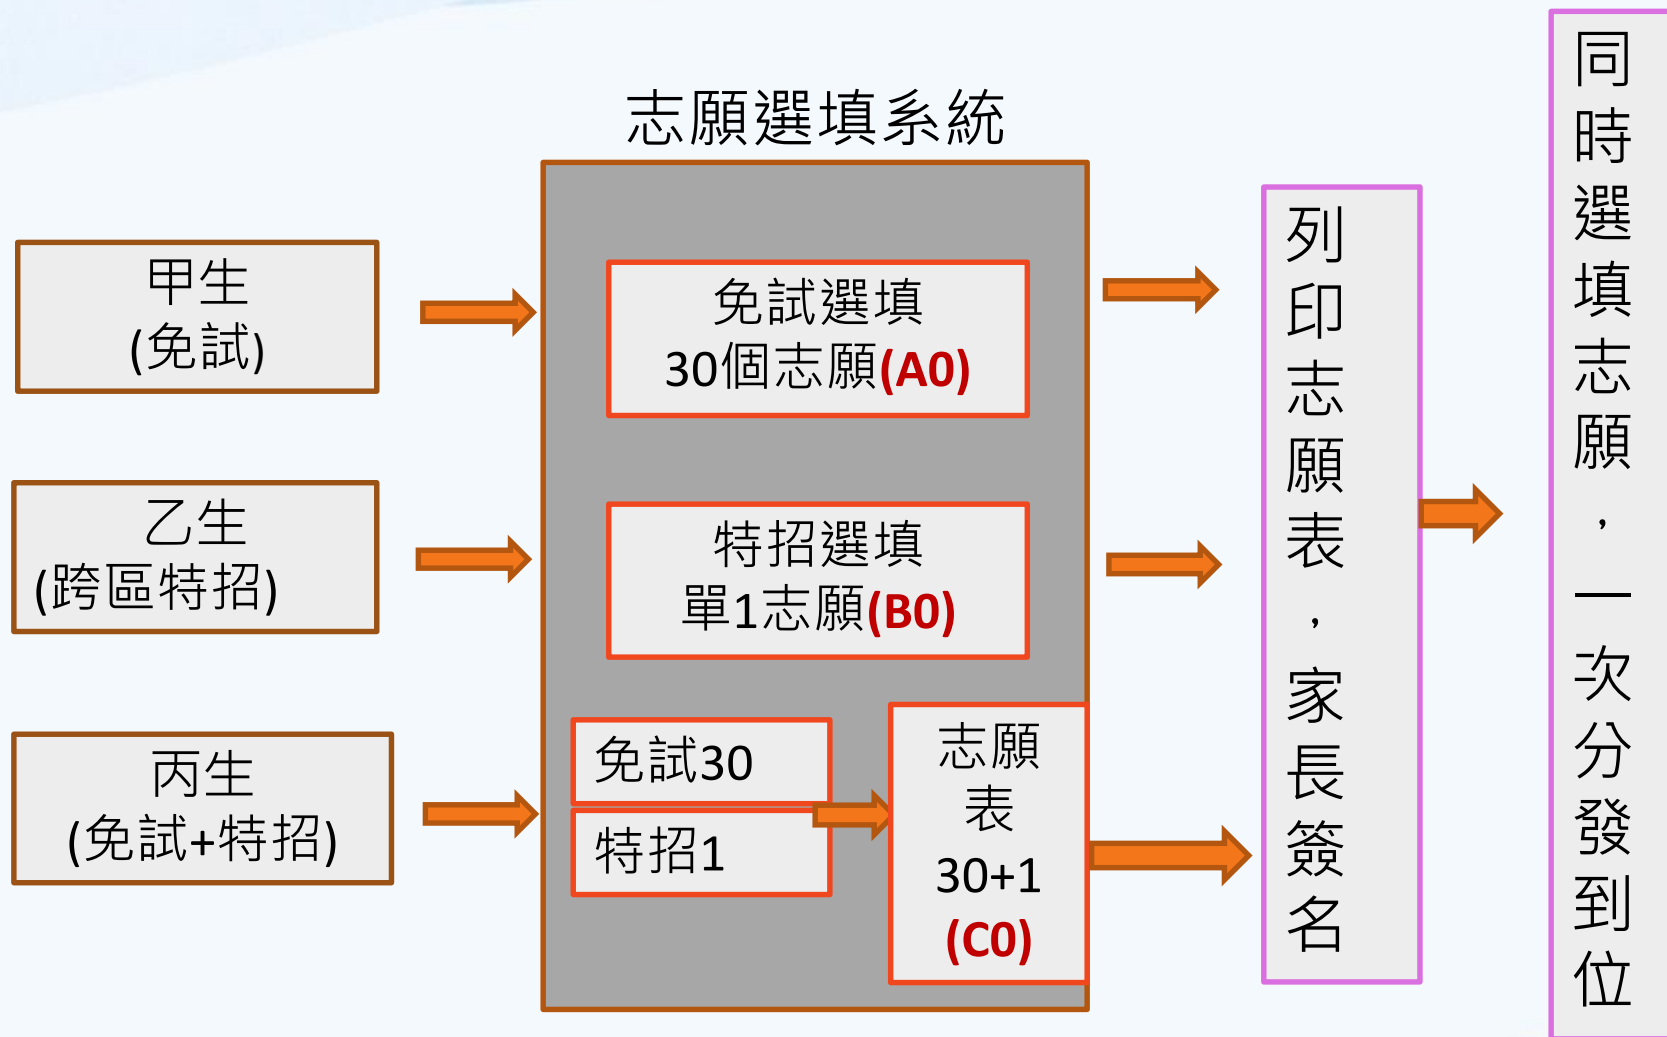 志願選填系統
甲生
(免試)
免試選填
30個志願(A0)
乙生
(跨區特招)
特招選填
單1志願(B0)
丙生
(免試+特招)
免試30
特招1
志願
表
30+1
(C0)
列印志願表，家長簽名
同時選填志願，一次分發到位